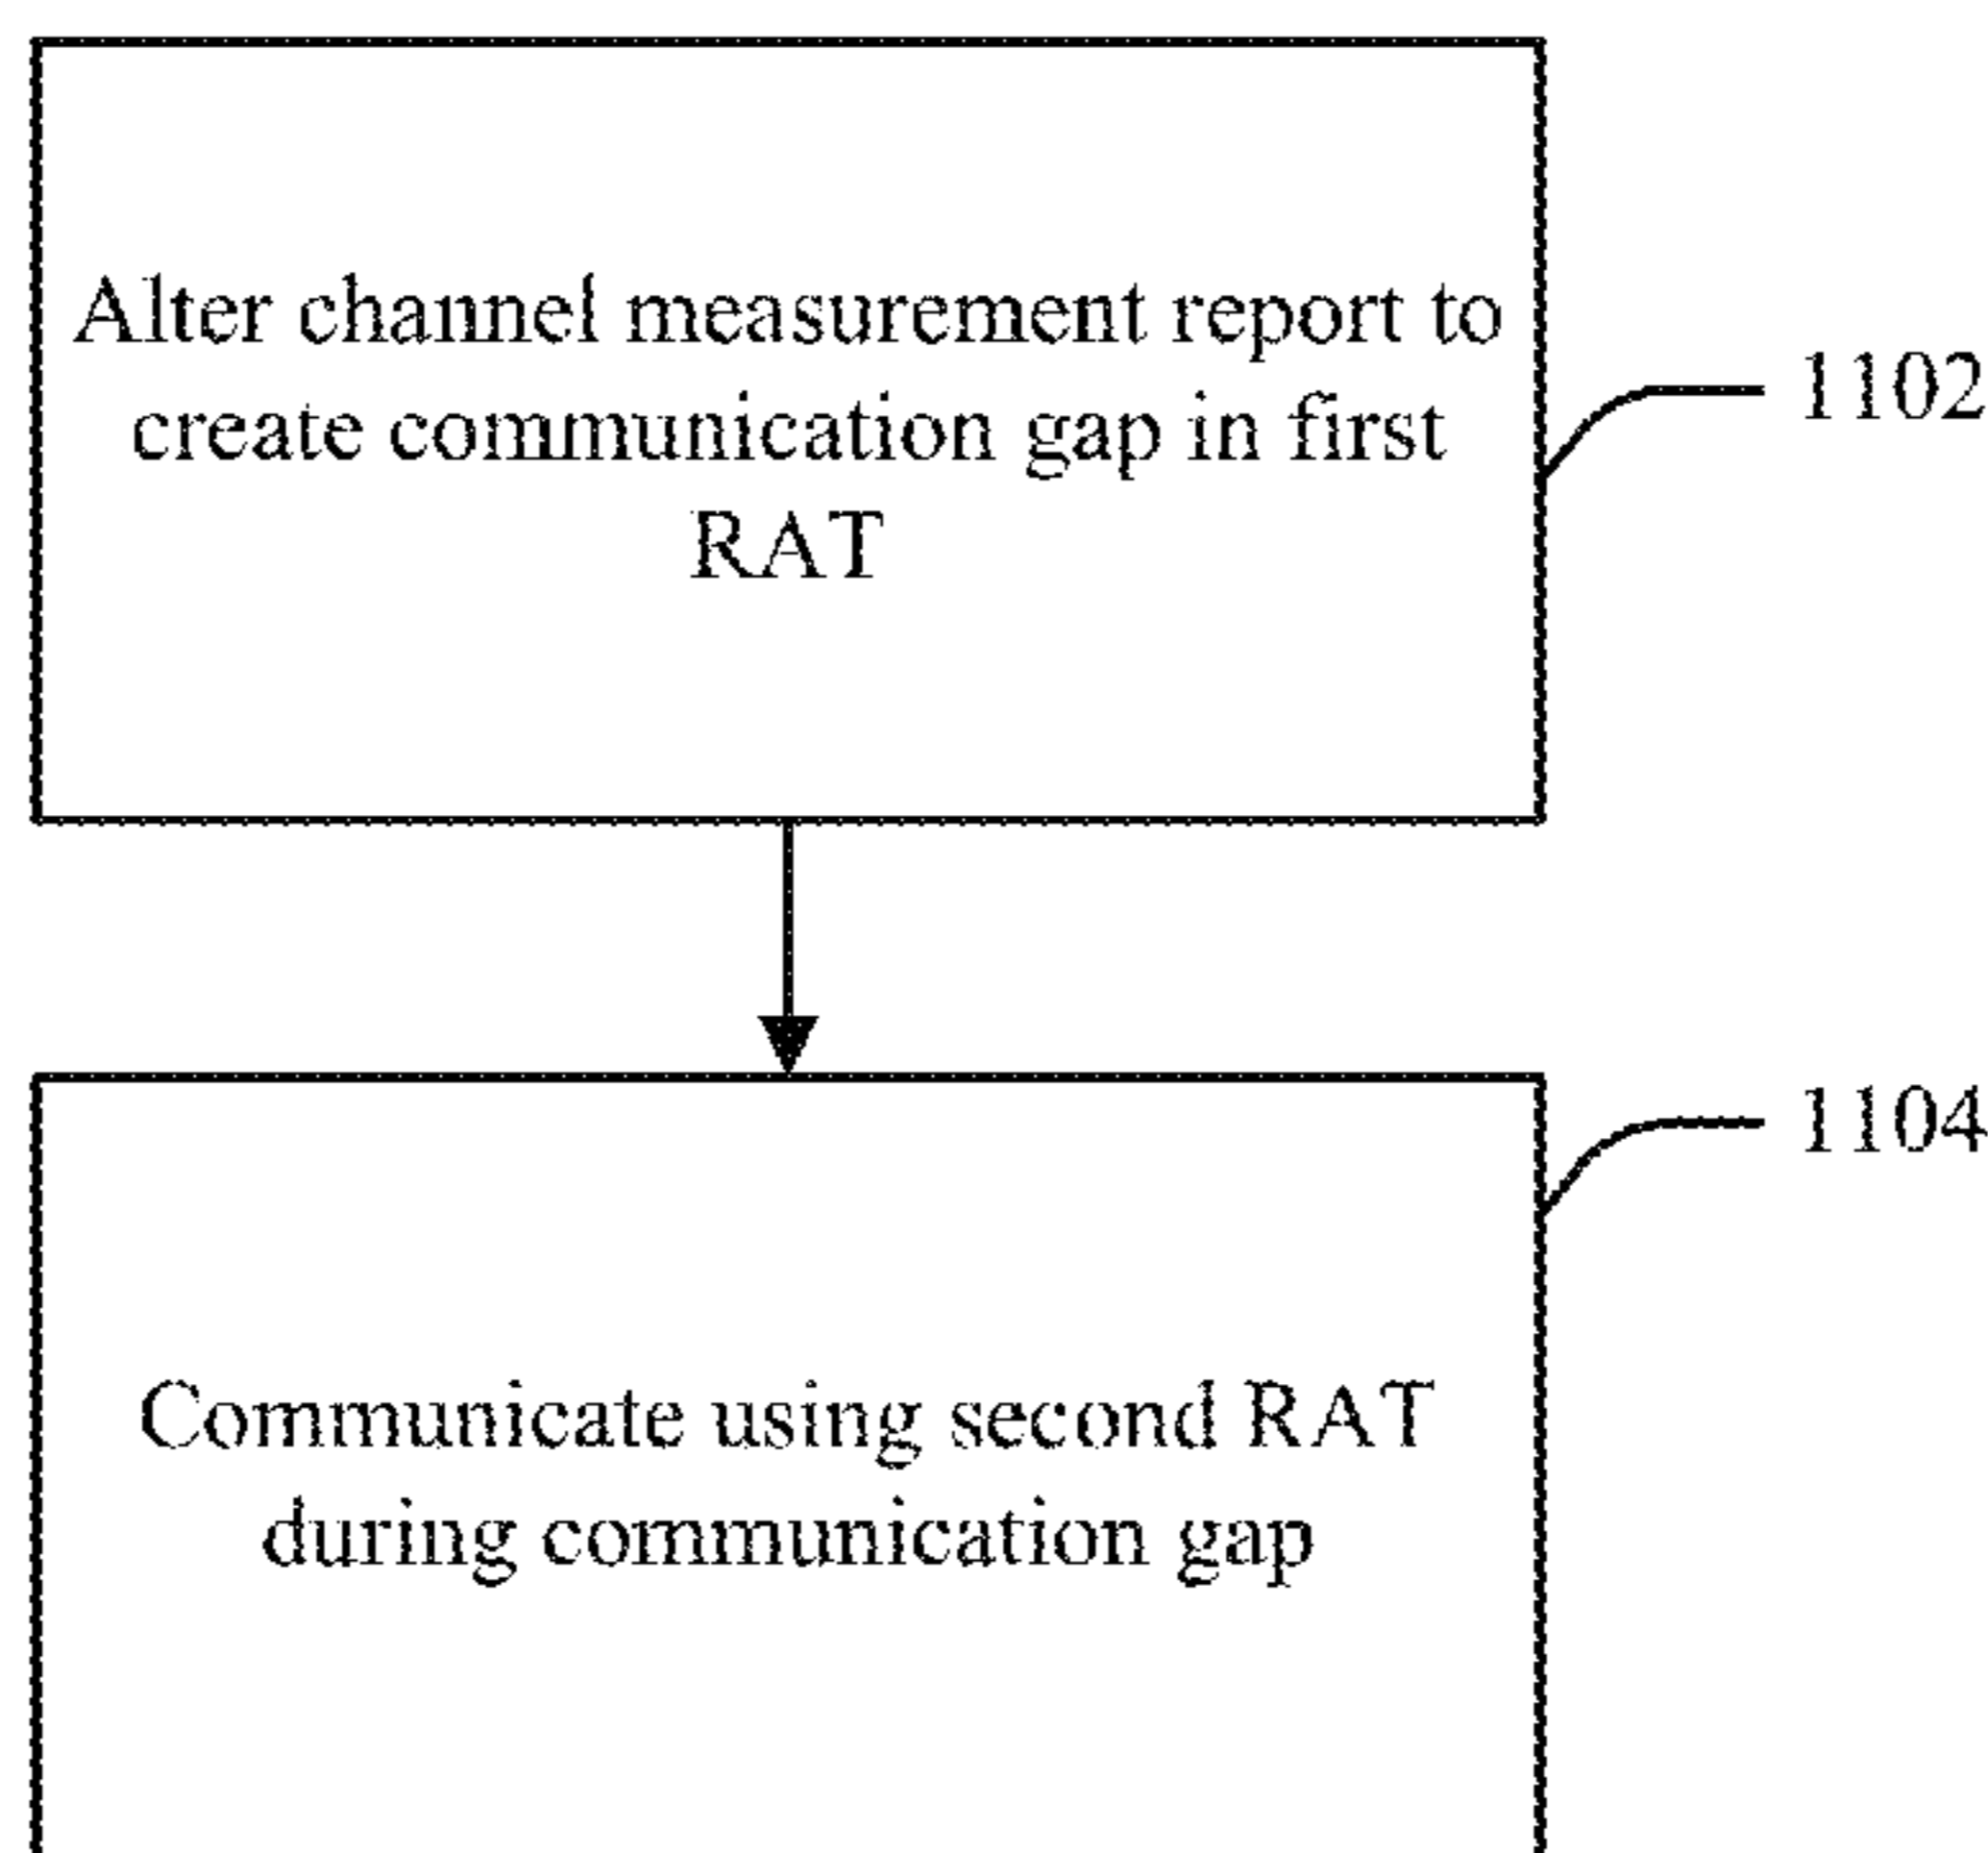 Alter channel measurement report to
create communication gap in first
RAT
1102
1104
Communicate using second RAT
during communication gap